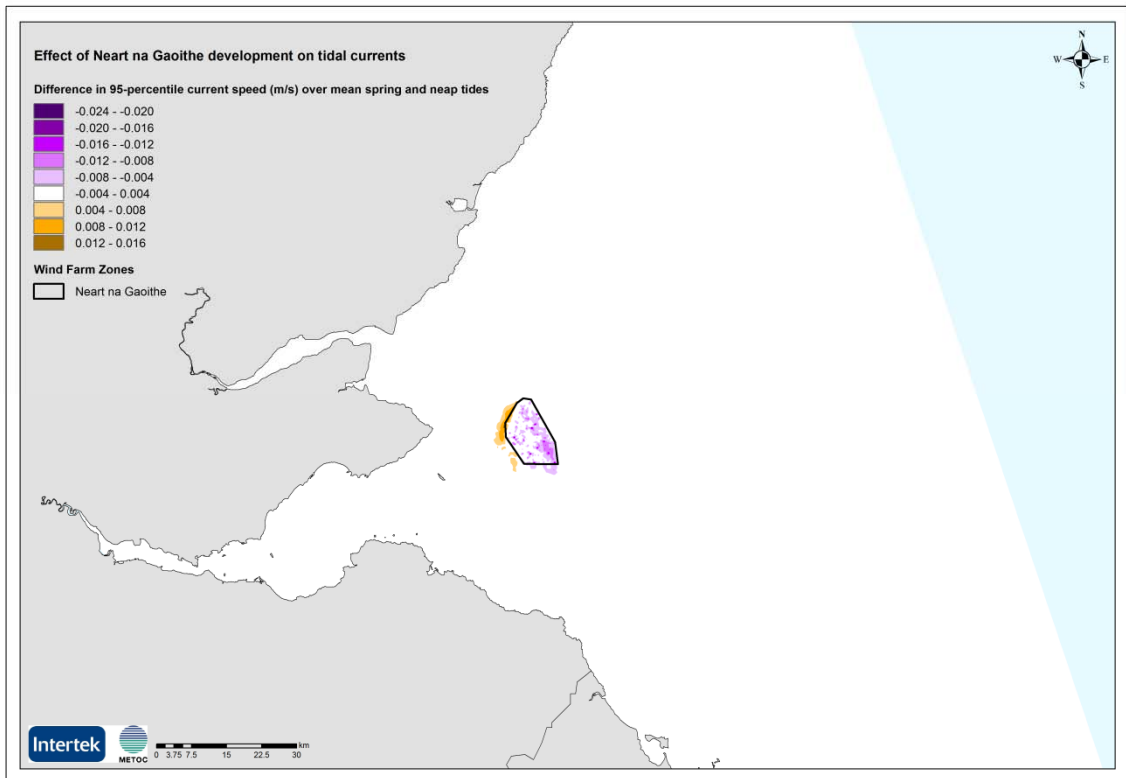 Effect of Neart na Gaoithe development on tidal currents
Difference in 95-percentile current speed (m/s) over mean spring and neap tides
-0.024 - -0.020
-0.020 - -0.016
-0.016 - -0.012
-0.012 - -0.008
-0.008 - -0.004
-0.004 - 0.004
0.004 - 0.008
0.008 - 0.012
0.012 - 0.016
Wind Farm Zones
Neart na Gaoithe
N
W E
S
Intertek
METOC
km
0 3.75 7.5 15 22.5 30